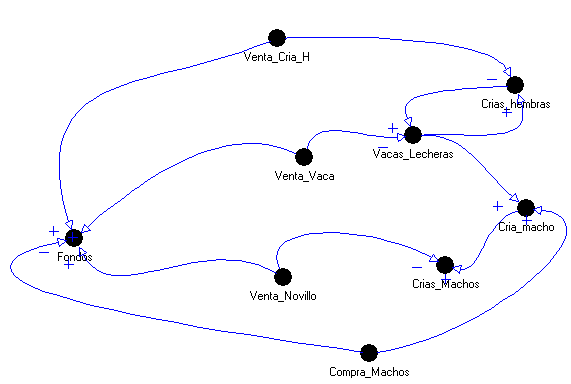 Venta_Cria_H
Crias_hembras
Vacas_Lecheras
Venta_Vaca
Cria_macho
Fondos
Crias_Machos
Venta_Novillo
Compra_Machos